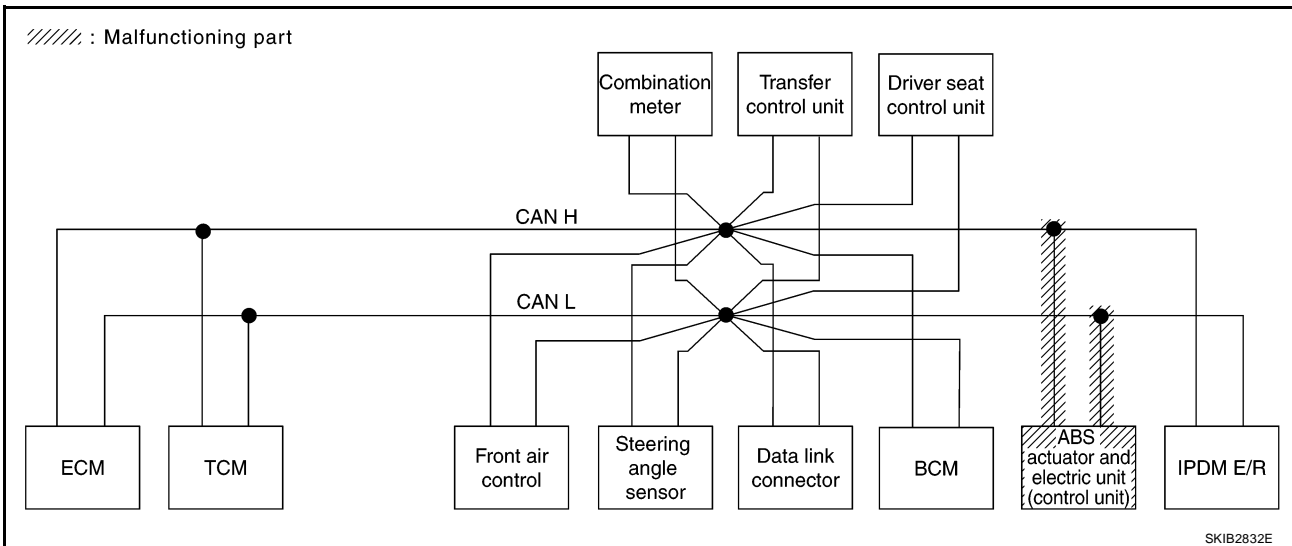 : Malfunctioning part
Combination
meter
Transfer
control unit
Driver seat
control unit
CAN H
CAN L
ECM
TCM
Front air
control
Steering
angle
sensor
Data link
connector
BCM
ABS
actuator and
electric unit
(control unit)
IPDM E/R
SKIB2832E